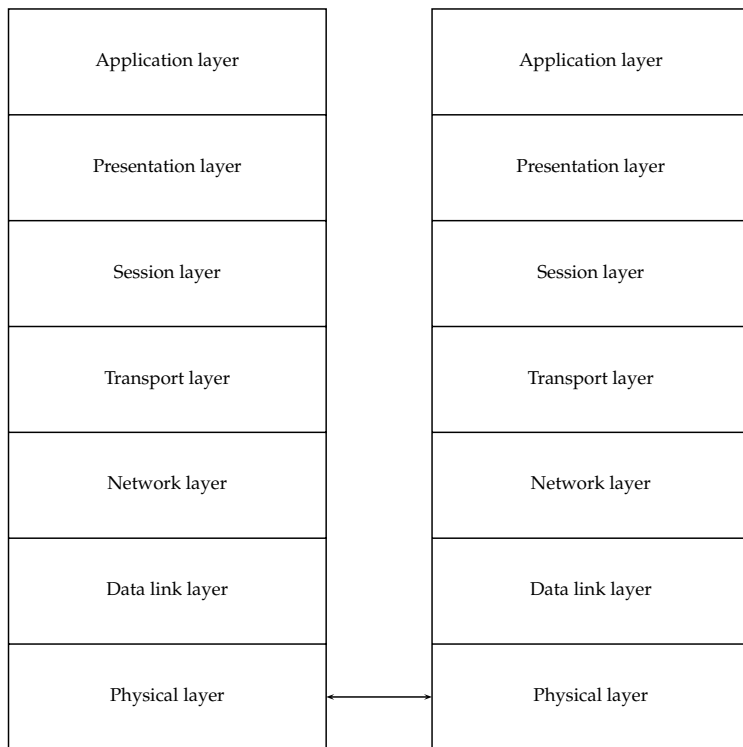 Application layer
Application layer
Presentation layer
Presentation layer
Session layer
Session layer
Transport layer
Transport layer
Network layer
Network layer
Data link layer
Data link layer
Physical layer
Physical layer